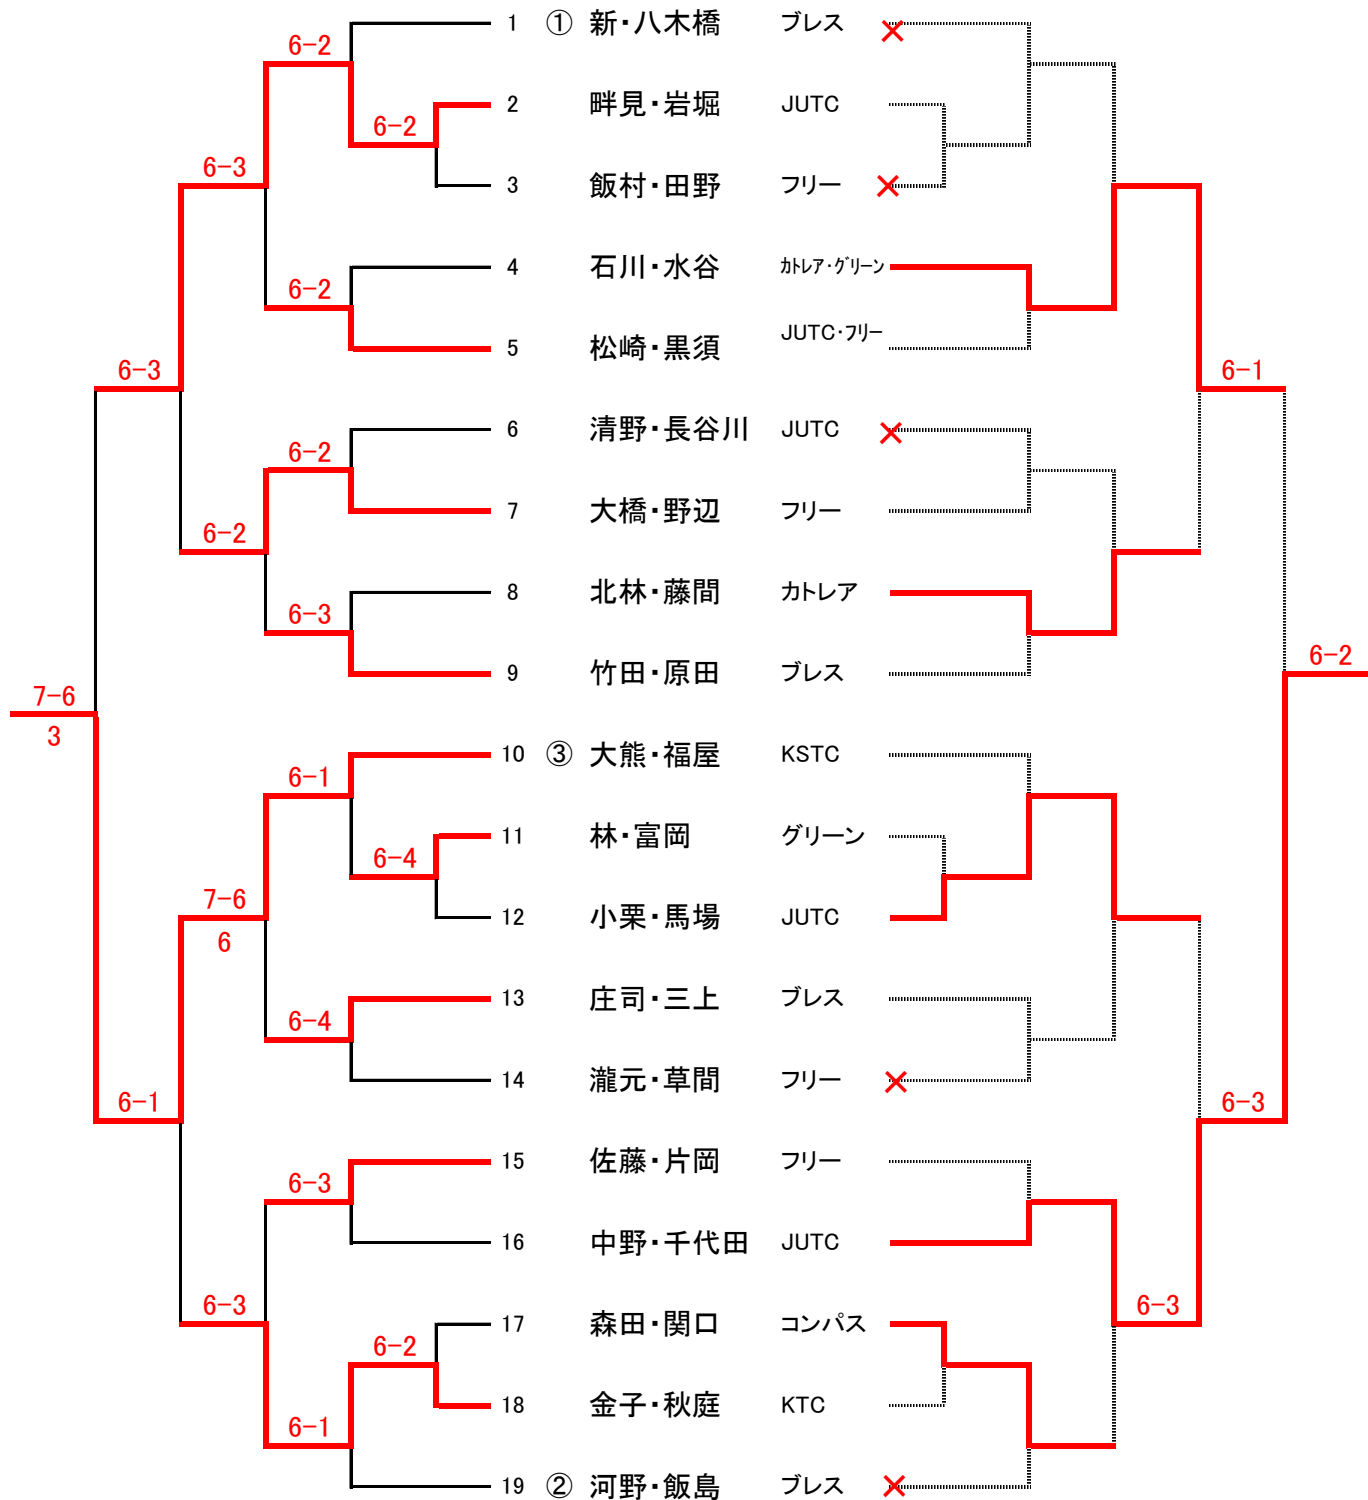 1 ① 新・八木橋 ブレス
6-2
2 畔見・岩堀 JUTC
6-2
6-3
3 飯村・田野 フリー
4 石川・水谷 カトレア・グリーン
6-2
5 松崎・黒須 JUTC・フリー
6-3 6-1
6 清野・長谷川 JUTC
6-2
7 大橋・野辺 フリー
6-2
8 北林・藤間 カトレア
6-3
9 竹田・原田 ブレス
6-2
7-6
3
10 ③ 大熊・福屋 KSTC
6-1
11 林・富岡 グリーン
6-4
7-6
12 小栗・馬場 JUTC
6
13 庄司・三上 ブレス
6-4
14 瀧元・草間 フリー
6-1 6-3
15 佐藤・片岡 フリー
6-3
16 中野・千代田 JUTC
6-3 6-3
17 森田・関口 コンパス
6-2
18 金子・秋庭 KTC
6-1
19 ② 河野・飯島 ブレス